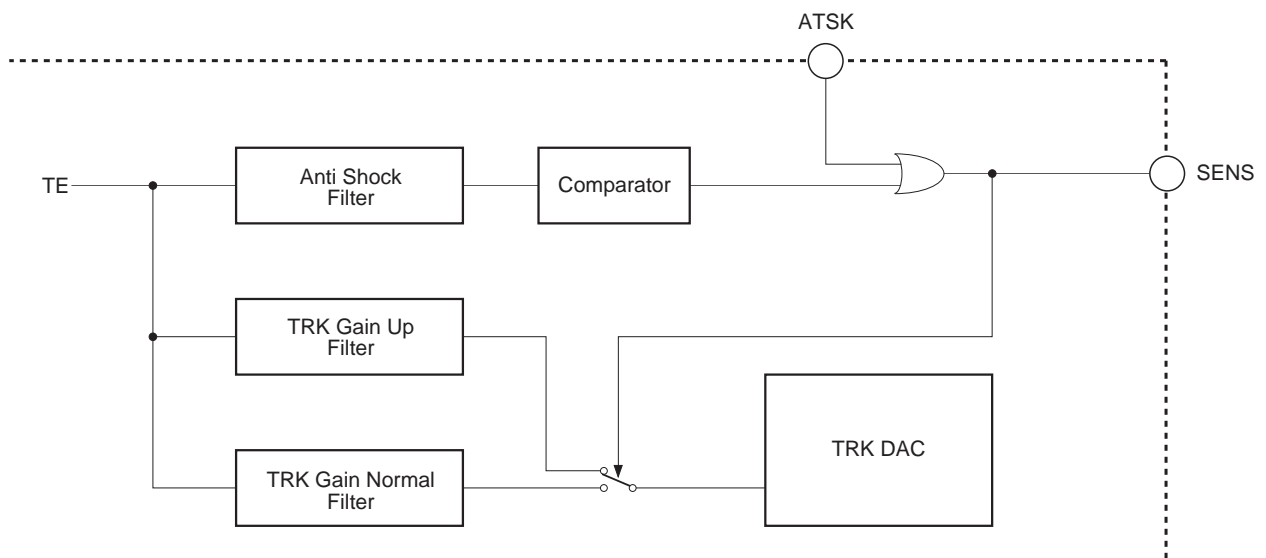 ATSK
TE
Anti Shock
Filter
Comparator
SENS
TRK Gain Up
Filter
TRK DAC
TRK Gain Normal
Filter